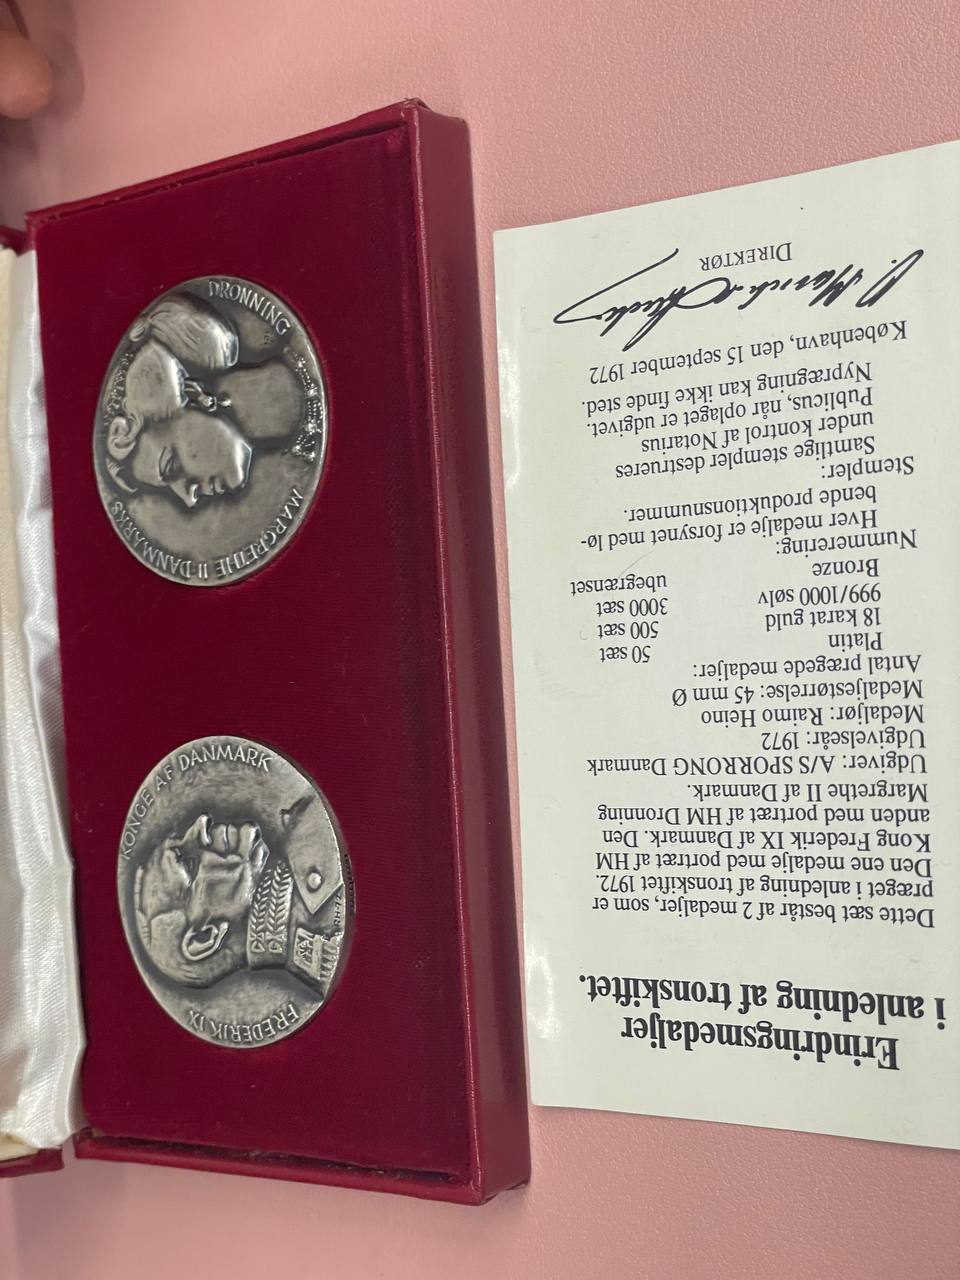 Erindringsmedaljer
i anledning af tronskiftet.
Dette sæt består af 2 medaljer, som er
præget i anledning af tronskiftet 1972.
Den ene medalje med portræt af HM
Kong Frederik IX af Danmark. Den
anden med portræt af HM Dronning
Margrethe II af Danmark.
Udgiver: A/S SPORRONG Danmark
Udgivelseår: 1972
Medaljør: Raimo Heino
Medaljestørrelse: 45 mm Ø
Antal prægede medaljer:
Platin 50 sæt
18 karat guld 500 sæt
999/1000 sølv 3000 sæt
Bronze ubegrænset
Nummerering:
Hver medalje er forsynet med lø-
bende produktionsnummer.
Stempler:
Samtlige stempler destrueres
under kontrol af Notarius
Publicus, når oplaget er udgivet.
Nyprægning kan ikke finde sted.
København, den 15 september 1972
DIREKTØR
FREDERIK IX
KONGE AF DANMARK
RH-72
DRONNING
MARGRETHE II DANMARKS